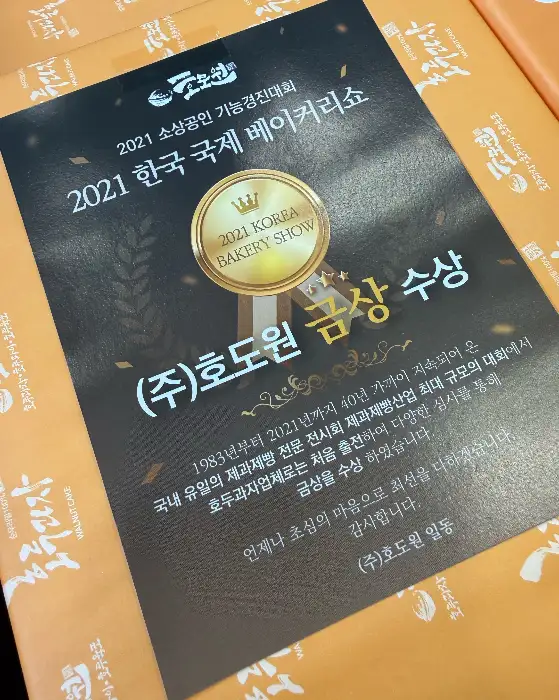 호도원
2021 소상공인 기능경진대회
2021 한국 국제 베이커리쇼
2021 KOREA
BAKERY SHOW
(주)호도원 금상 수상
1983년부터 2021년까지 40년 가까이 지속되어 온
국내 유일의 제과제빵 전문 전시회 제과제빵산업 최대 규모의 대회에서
호두과자업체로는 처음 출전하여 다양한 심사를 통해
금상을 수상 하였습니다.
언제나 초심의 마음으로 최선을 다하겠습니다.
감사합니다.
(주)호도원 일동
WALNUT CAKE
WALNUT CAKE